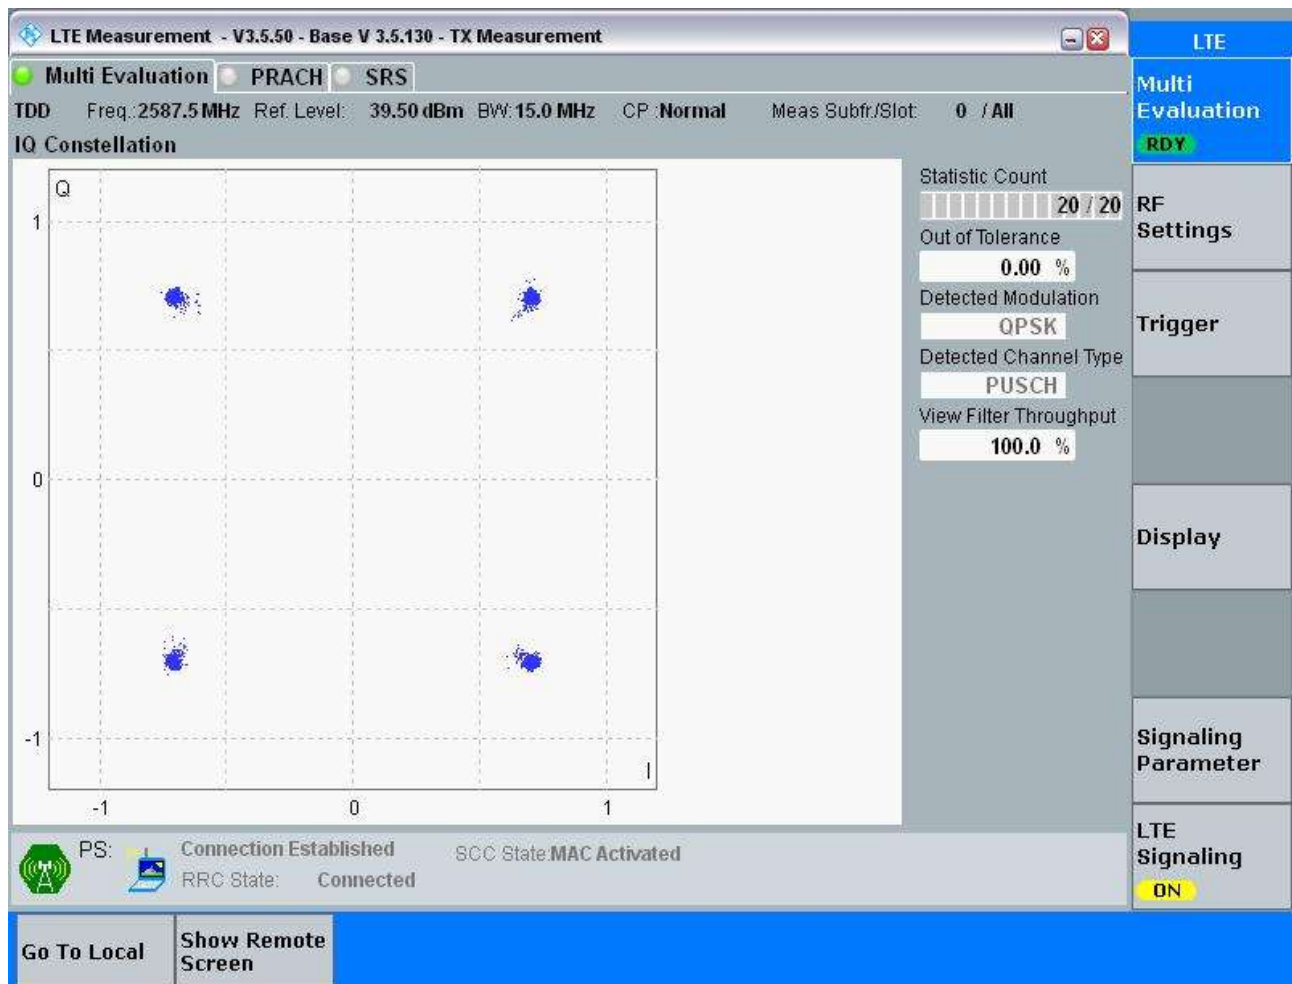 LTE Measurement - V3.5.50 - Base V 3.5.130 - TX Measurement
LTE
Multi Evaluation PRACH SRS
Multi
Evaluation
RDY
TDD Freq.:2587.5 MHz Ref. Level: 39.50 dBm BW:15.0 MHz CP :Normal Meas Subfr/Slot: 0 / All
IQ Constellation
Q
1
0
-1
-1 0 1
I
Statistic Count
20 / 20
Out of Tolerance
0.00 %
Detected Modulation
QPSK
Detected Channel Type
PUSCH
View Filter Throughput
100.0 %
RF
Settings
Trigger
Display
Signaling
Parameter
LTE
Signaling
ON
PS: Connection Established SCC State:MAC Activated
RRC State: Connected
Go To Local
Show Remote
Screen